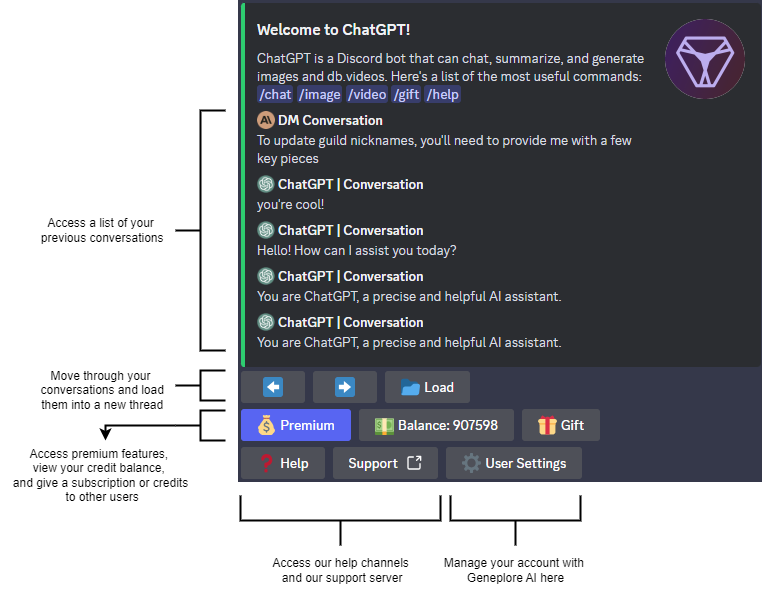 Welcome to ChatGPT!
ChatGPT is a Discord bot that can chat, summarize, and generate
images and db.videos. Here's a list of the most useful commands:
/chat /image /video /gift /help
DM Conversation
To update guild nicknames, you'll need to provide me with a few
key pieces
ChatGPT | Conversation
you're cool!
ChatGPT | Conversation
Hello! How can I assist you today?
ChatGPT | Conversation
You are ChatGPT, a precise and helpful AI assistant.
ChatGPT | Conversation
You are ChatGPT, a precise and helpful AI assistant.
Access a list of your
previous conversations
Load
Move through your
conversations and load
them into a new thread
Premium Balance: 907598 Gift
Access premium features,
view your credit balance,
and give a subscription or credits
to other users
Help Support User Settings
Access our help channels
and our support server
Manage your account with
Geneplore AI here